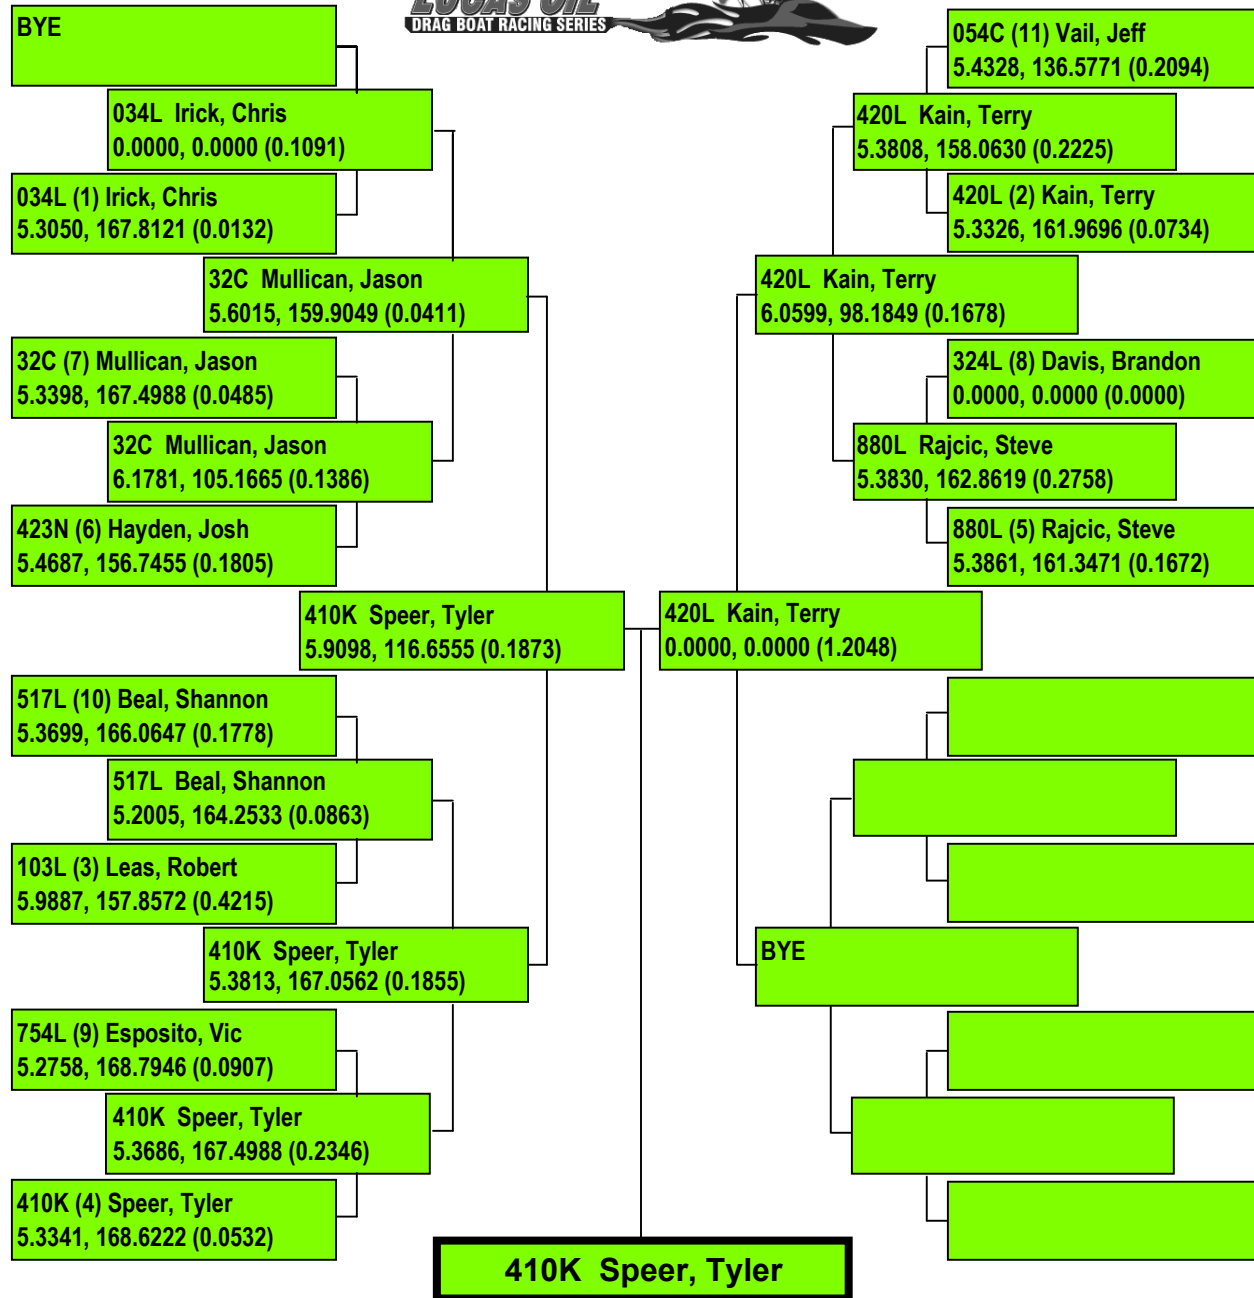 LUCAS OIL
DRAG BOAT RACING SERIES
BYE
034L Irick, Chris
0.0000, 0.0000 (0.1091)
034L (1) Irick, Chris
5.3050, 167.8121 (0.0132)
32C Mullican, Jason
5.6015, 159.9049 (0.0411)
32C (7) Mullican, Jason
5.3398, 167.4988 (0.0485)
32C Mullican, Jason
6.1781, 105.1665 (0.1386)
423N (6) Hayden, Josh
5.4687, 156.7455 (0.1805)
410K Speer, Tyler
5.9098, 116.6555 (0.1873)
517L (10) Beal, Shannon
5.3699, 166.0647 (0.1778)
517L Beal, Shannon
5.2005, 164.2533 (0.0863)
103L (3) Leas, Robert
5.9887, 157.8572 (0.4215)
410K Speer, Tyler
5.3813, 167.0562 (0.1855)
754L (9) Esposito, Vic
5.2758, 168.7946 (0.0907)
410K Speer, Tyler
5.3686, 167.4988 (0.2346)
410K (4) Speer, Tyler
5.3341, 168.6222 (0.0532)
054C (11) Vail, Jeff
5.4328, 136.5771 (0.2094)
420L Kain, Terry
5.3808, 158.0630 (0.2225)
420L (2) Kain, Terry
5.3326, 161.9696 (0.0734)
420L Kain, Terry
6.0599, 98.1849 (0.1678)
324L (8) Davis, Brandon
0.0000, 0.0000 (0.0000)
880L Rajcic, Steve
5.3830, 162.8619 (0.2758)
880L (5) Rajcic, Steve
5.3861, 161.3471 (0.1672)
420L Kain, Terry
0.0000, 0.0000 (1.2048)
BYE
410K Speer, Tyler